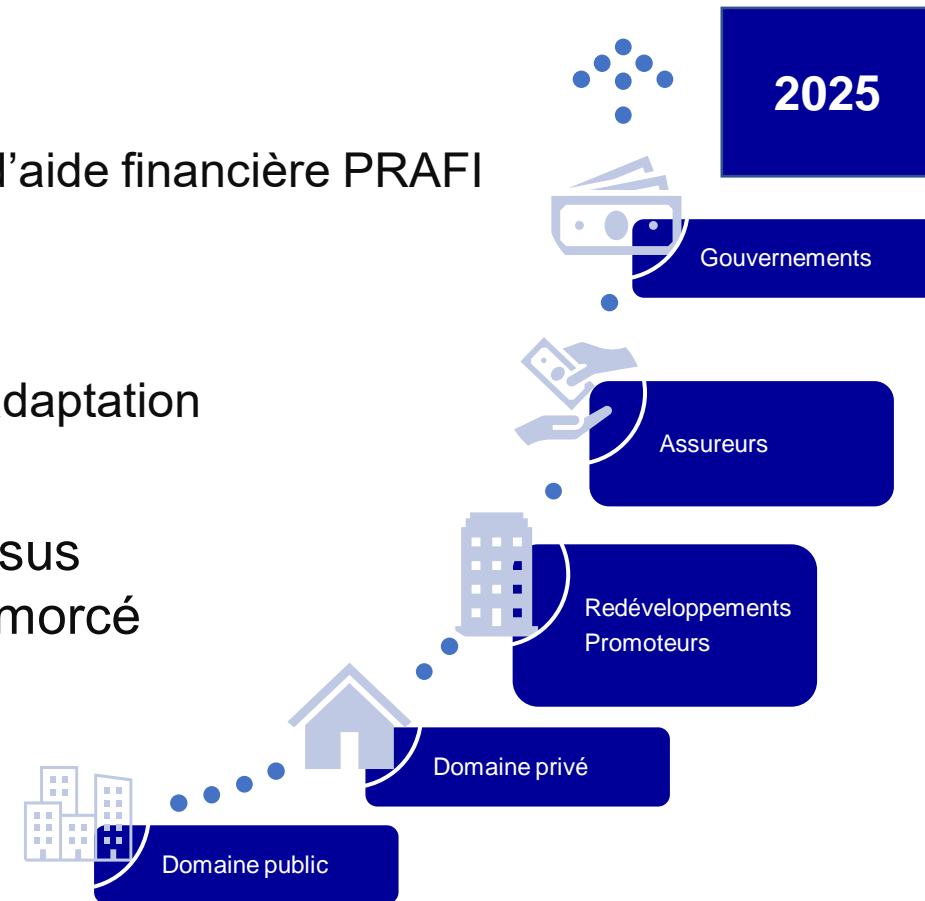 2025
d'aide financière PRAFI
Gouvernements
daptation
Assureurs
sus
morcé
Redéveloppements
Promoteurs
Domaine privé
Domaine public